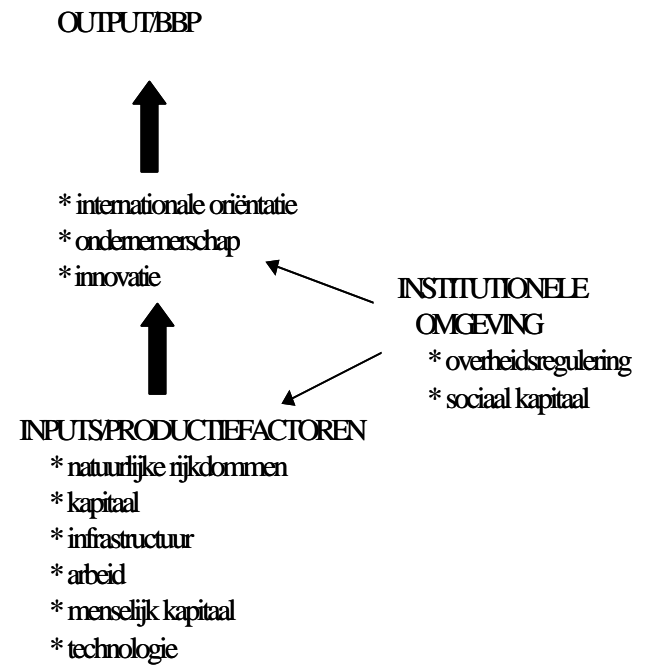 OUTPUT/BBP
* internationale oriëntatie
* ondernemerschap
* innovatie
INSTITUTIONELE
OMGEVING
* overheidsregulering
* sociaal kapitaal
INPUTS/PRODUCTIEFACTOREN
* natuurlijke rijkdommen
* kapitaal
* infrastructuur
* arbeid
* menselijk kapitaal
* technologie